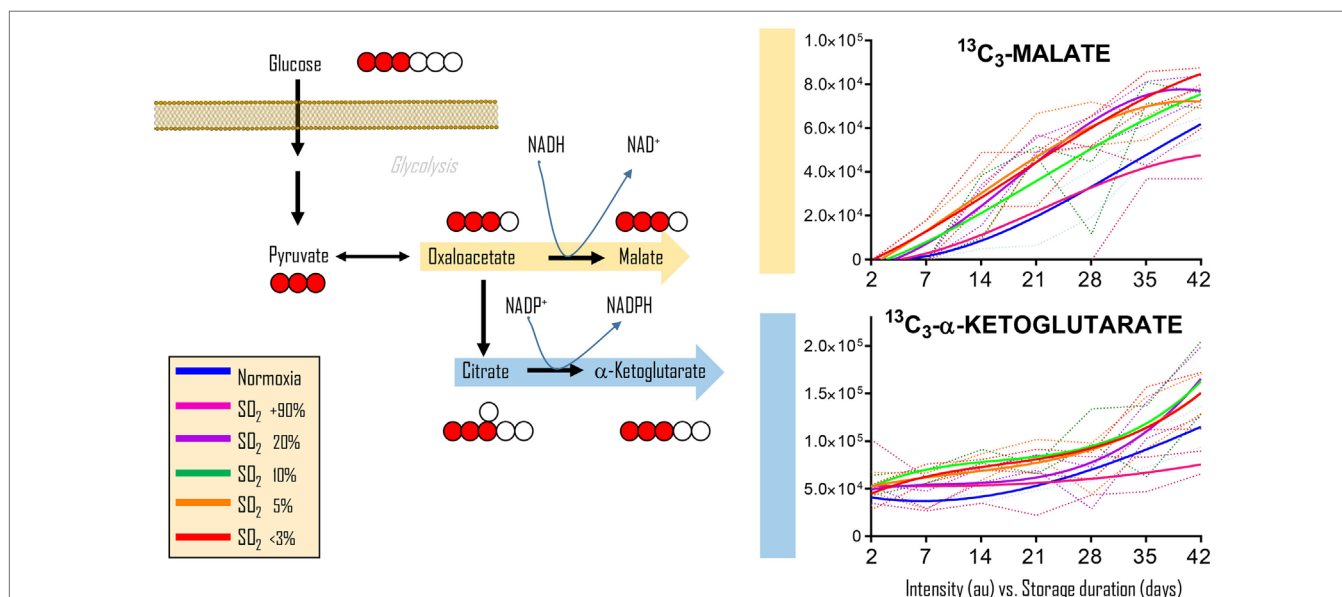 Glucose
Glycolysis
NADH
NAD⁺
Pyruvate
Oxaloacetate
Malate
NADP⁺
NADPH
Citrate
α-Ketoglutarate
Normoxia
SO₂ +90%
SO₂ 20%
SO₂ 10%
SO₂ 5%
SO₂ <3%
¹³C₃-MALATE
1.0×10⁵
8.0×10⁴
6.0×10⁴
4.0×10⁴
2.0×10⁴
0
2 7 14 21 28 35 42
¹³C₃-α-KETOGLUTARATE
2.0×10⁵
1.5×10⁵
1.0×10⁵
5.0×10⁴
0
2 7 14 21 28 35 42
Intensity (au) vs. Storage duration (days)